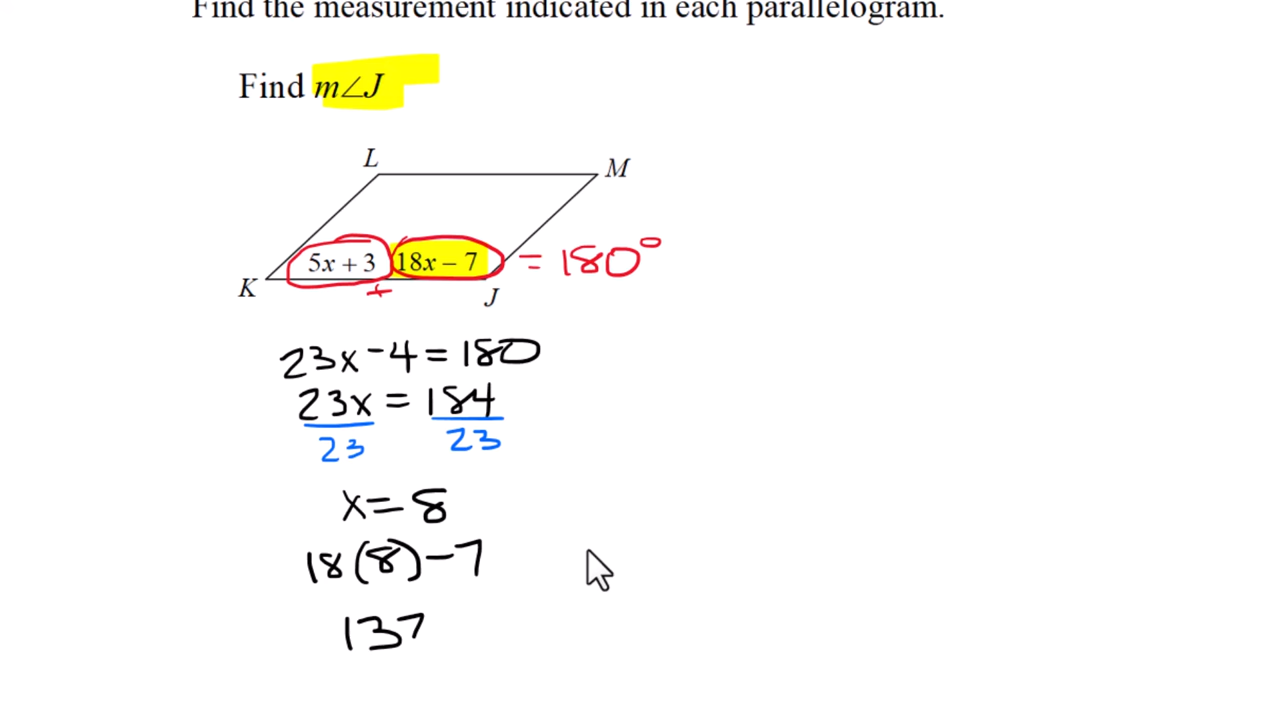 Find the measurement indicated in each parallelogram.
Find m∠J
L
M
5x + 3 18x – 7 = 180°
K
+
J
23x - 4 = 180
23x = 184
23 23
x = 8
18(8) - 7
137